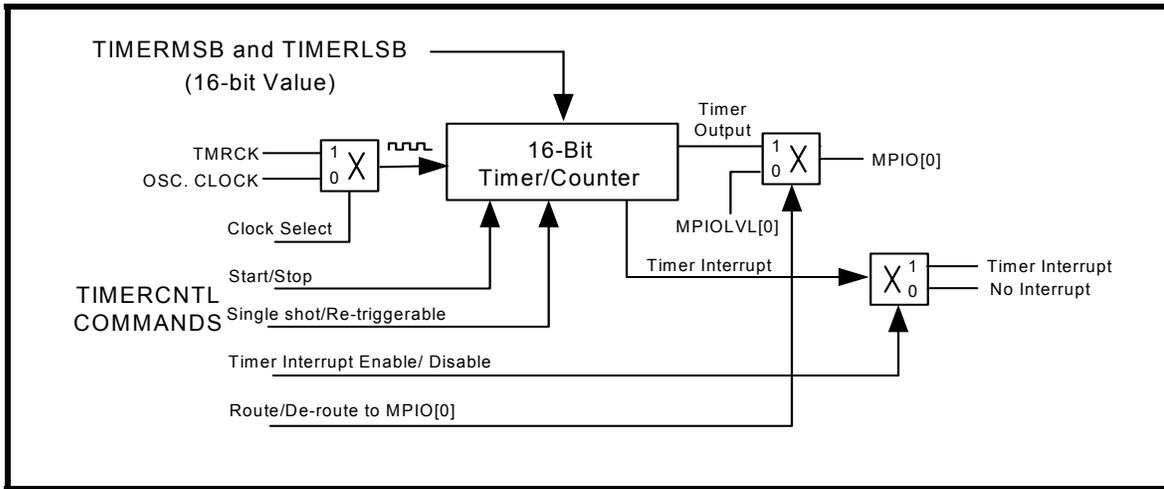 TIMERMSB and TIMERLSB
(16-bit Value)
TMRCK
OSC. CLOCK
1
0
X
Clock Select
16-Bit
Timer/Counter
Timer
Output
1
0
X
MPIO[0]
MPIOLVL[0]
Timer Interrupt
X
1
0
Timer Interrupt
No Interrupt
TIMERCNTL
COMMANDS
Start/Stop
Single shot/Re-triggerable
Timer Interrupt Enable/ Disable
Route/De-route to MPIO[0]